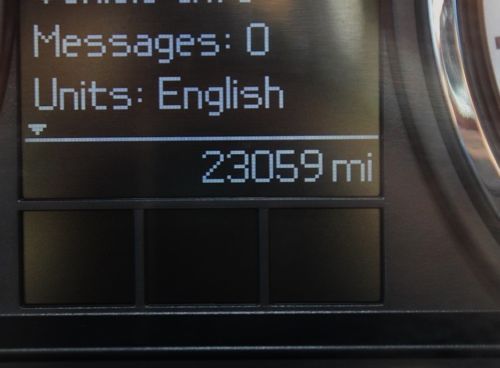 Messages: 0
Units: English
23059 mi